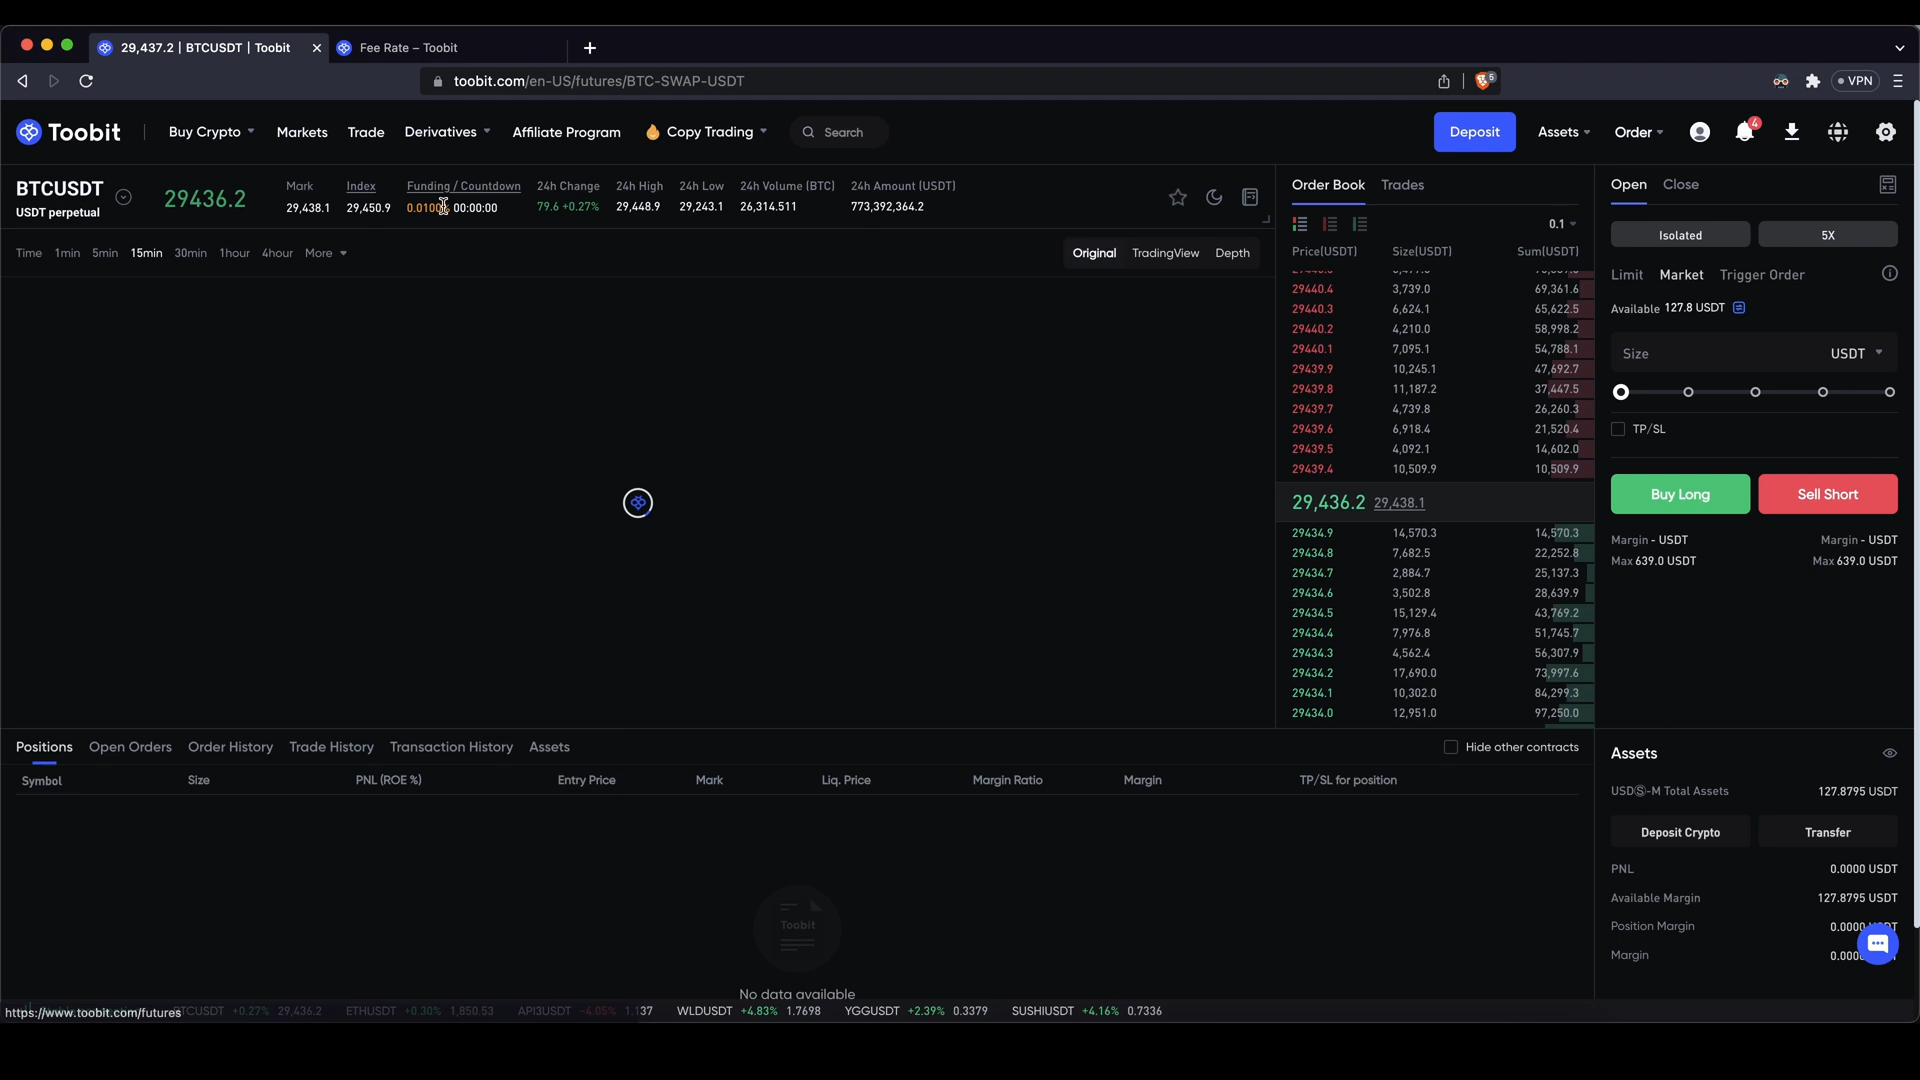 29,437.2 | BTCUSDT | Toobit
Fee Rate – Toobit
toobit.com/en-US/futures/BTC-SWAP-USDT
5
VPN
Toobit
Buy Crypto
Markets
Trade
Derivatives
Affiliate Program
Copy Trading
Search
Deposit
Assets
Order
4
BTCUSDT
USDT perpetual
29436.2
Mark
29,438.1
Index
29,450.9
Funding / Countdown
00:00:00
24h Change
79.6 +0.27%
24h High
29,448.9
24h Low
29,243.1
24h Volume (BTC)
26,314.511
24h Amount (USDT)
773,392,364.2
Time 1min 5min 15min 30min 1hour 4hour More
Original TradingView Depth
Order Book Trades
0.1
Price(USDT) Size(USDT) Sum(USDT)
29440.4 3,739.0 69,361.6
29440.3 6,624.1 65,622.5
29440.2 4,210.0 58,998.2
29440.1 7,095.1 54,788.1
29439.9 10,245.1 47,692.7
29439.8 11,187.2 37,447.5
29439.7 4,739.8 26,260.3
29439.6 6,918.4 21,520.4
29439.5 4,092.1 14,602.0
29439.4 10,509.9 10,509.9
29,436.2 29,438.1
29434.9 14,570.3 14,570.3
29434.8 7,682.5 22,252.8
29434.7 2,884.7 25,137.3
29434.6 3,502.8 28,639.9
29434.5 15,129.4 43,769.2
29434.4 7,976.8 51,745.7
29434.3 4,562.4 56,307.9
29434.2 17,690.0 73,997.6
29434.1 10,302.0 84,299.3
29434.0 12,951.0 97,250.0
Open Close
Isolated 5X
Limit Market Trigger Order
Available 127.8 USDT
Size USDT
TP/SL
Buy Long Sell Short
Margin - USDT Margin - USDT
Max 639.0 USDT Max 639.0 USDT
Positions Open Orders Order History Trade History Transaction History Assets
Hide other contracts
Symbol Size PNL (ROE %) Entry Price Mark Liq. Price Margin Ratio Margin TP/SL for position
Toobit
No data available
Assets
USDⓈ-M Total Assets 127.8795 USDT
Deposit Crypto Transfer
PNL 0.0000 USDT
Available Margin 127.8795 USDT
Position Margin
Margin
https://www.toobit.com/futures
+0.27% 29,436.2 ETHUSDT +0.30% 1,850.53 API3USDT -4.05% WLDUSDT +4.83% 1.7698 YGGUSDT +2.39% 0.3379 SUSHIUSDT +4.16% 0.7336